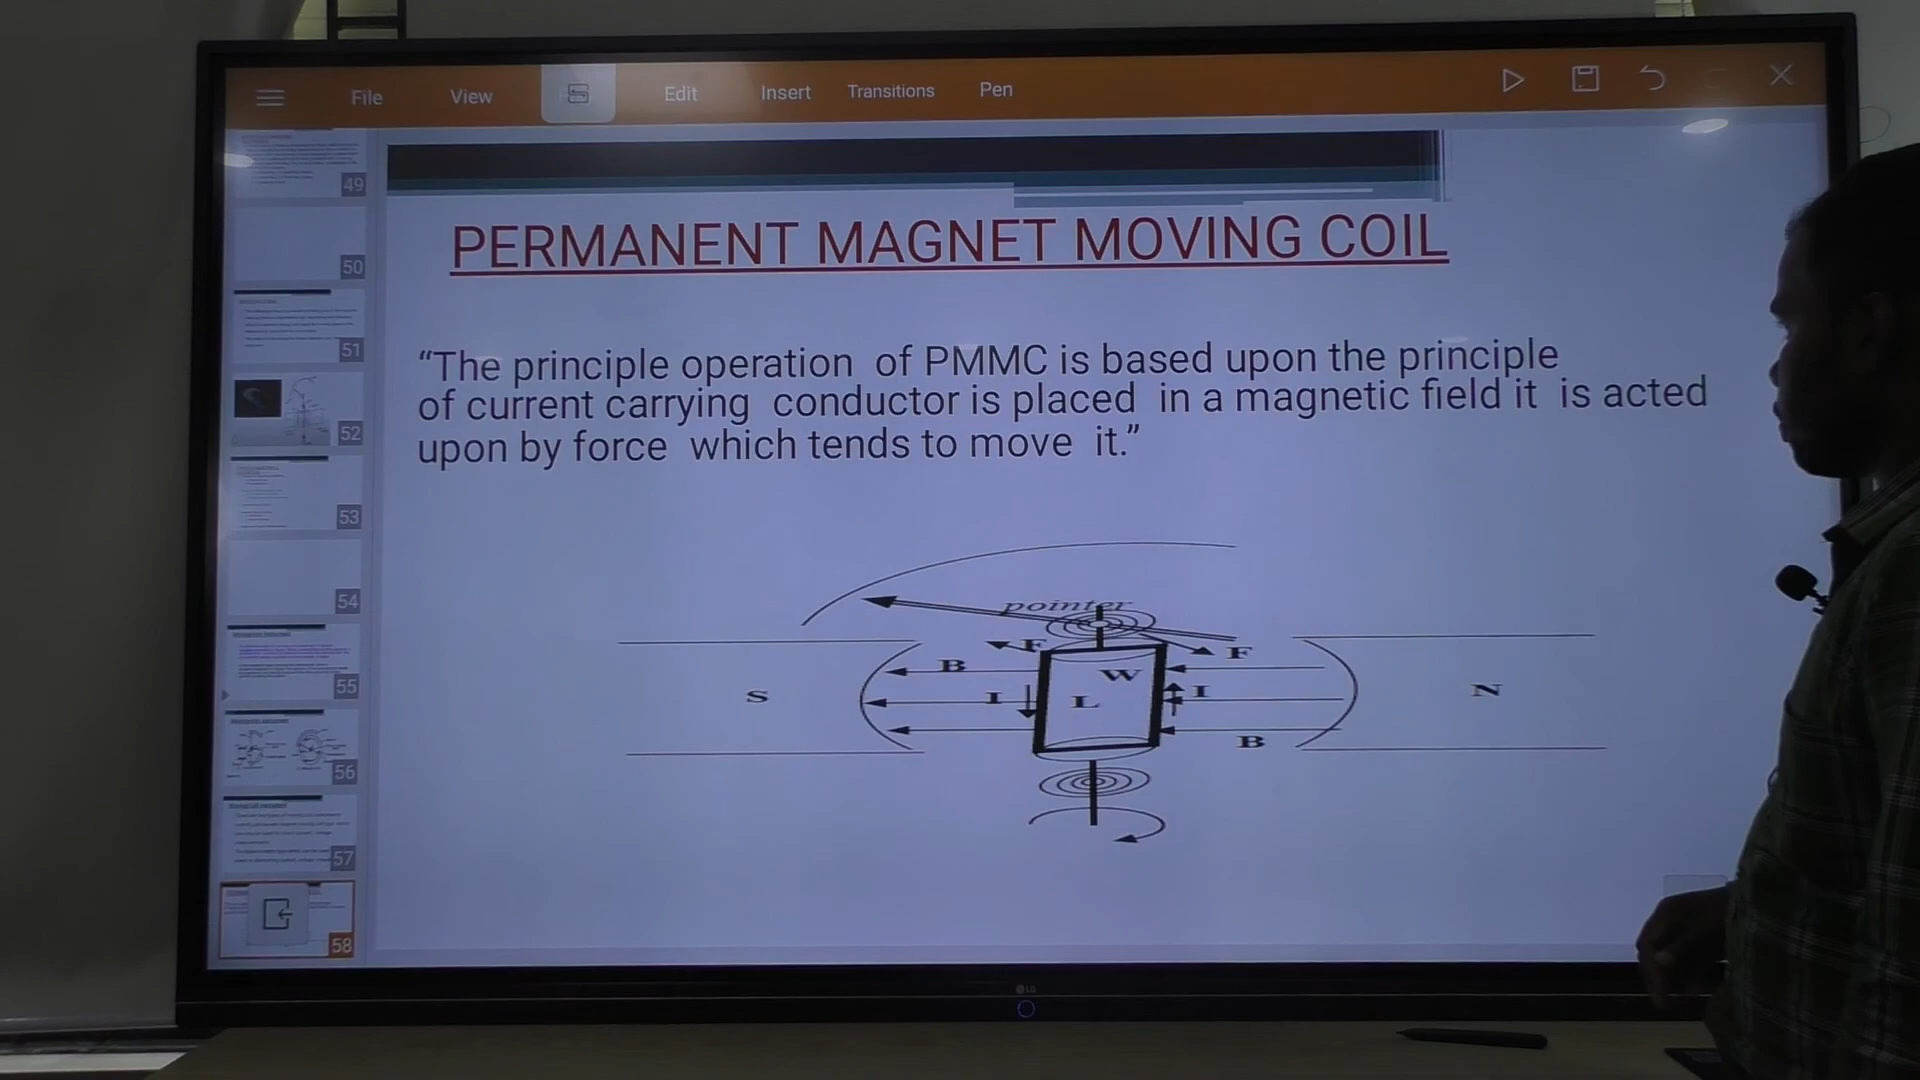 File View Edit Insert Transitions Pen
49
50
51
52
53
54
55
56
57
58
PERMANENT MAGNET MOVING COIL
“The principle operation of PMMC is based upon the principle
of current carrying conductor is placed in a magnetic field it is acted
upon by force which tends to move it.”
pointer
F F
B W
S I L I N
B
LG